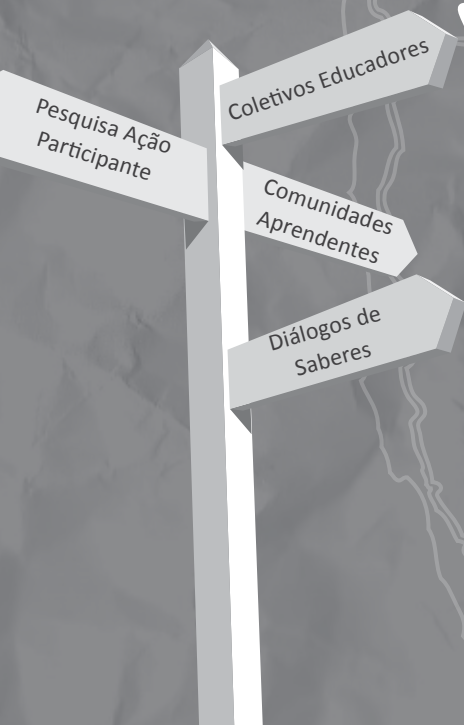 Coletivos Educadores
Pesquisa Ação
Participante
Comunidades
Aprendentes
Diálogos de
Saberes